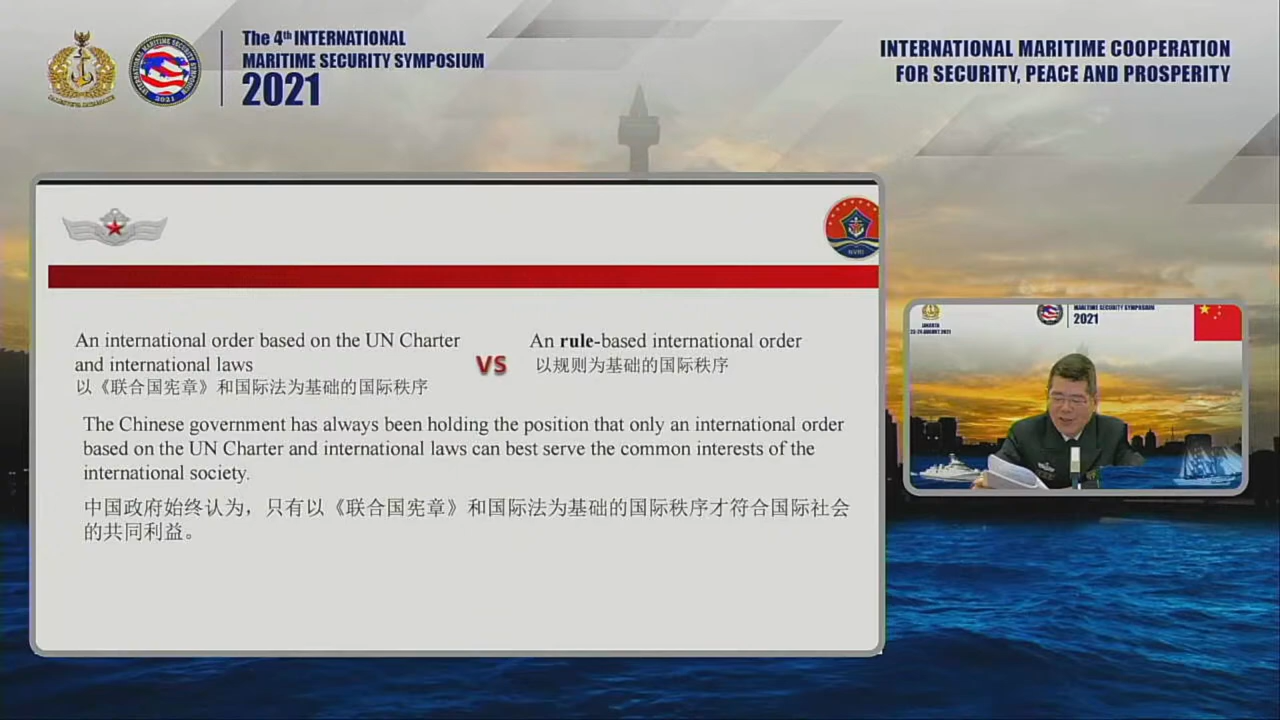 The 4th INTERNATIONAL
MARITIME SECURITY SYMPOSIUM
2021
INTERNATIONAL MARITIME COOPERATION
FOR SECURITY, PEACE AND PROSPERITY
An international order based on the UN Charter
and international laws
以《联合国宪章》和国际法为基础的国际秩序
VS
An rule-based international order
以规则为基础的国际秩序
The Chinese government has always been holding the position that only an international order
based on the UN Charter and international laws can best serve the common interests of the
international society.
中国政府始终认为，只有以《联合国宪章》和国际法为基础的国际秩序才符合国际社会
的共同利益。
MARITIME SECURITY SYMPOSIUM
2021
JAKARTA